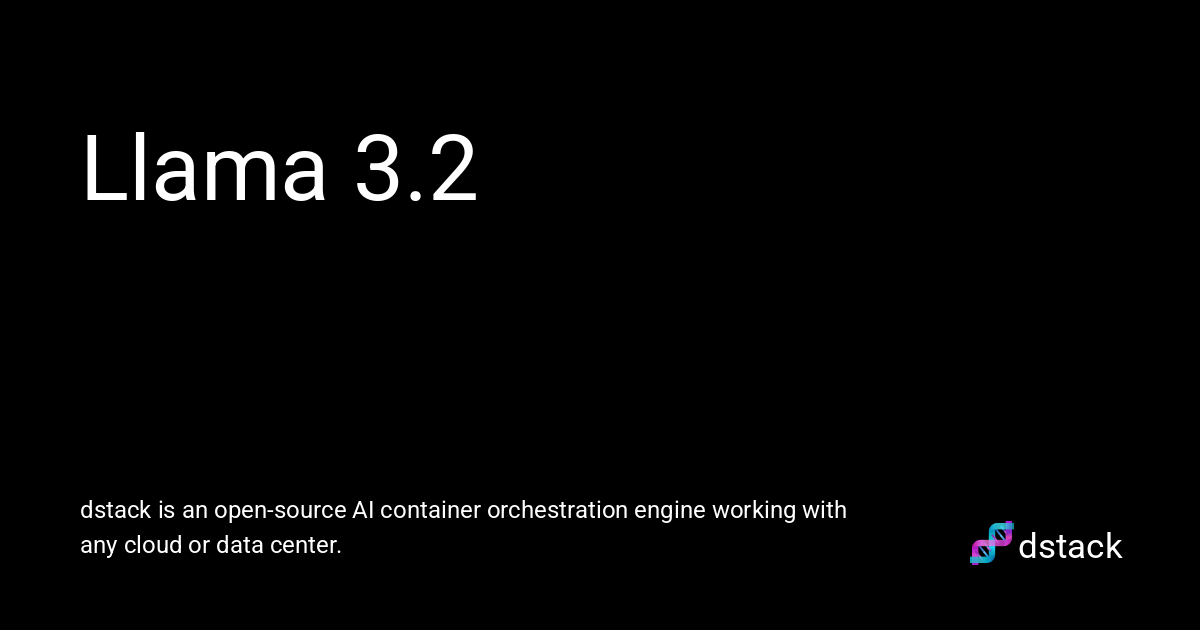 Llama 3.2
dstack is an open-source AI container orchestration engine working with
any cloud or data center.
dstack